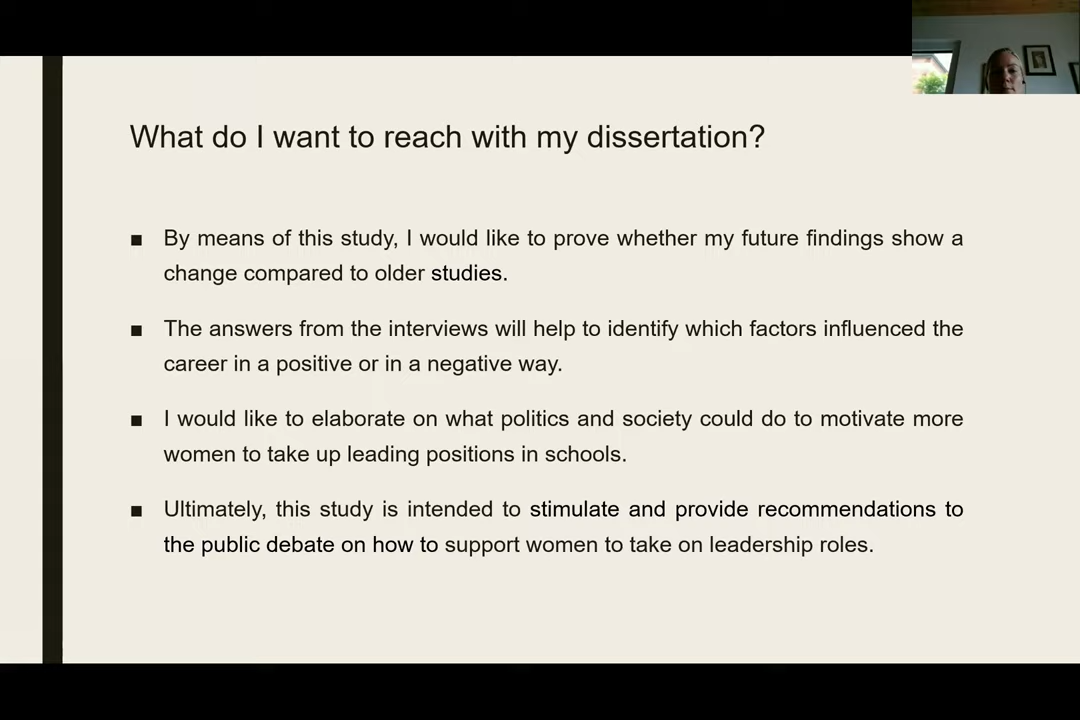 What do I want to reach with my dissertation?
■ By means of this study, I would like to prove whether my future findings show a
change compared to older studies.
■ The answers from the interviews will help to identify which factors influenced the
career in a positive or in a negative way.
■ I would like to elaborate on what politics and society could do to motivate more
women to take up leading positions in schools.
■ Ultimately, this study is intended to stimulate and provide recommendations to
the public debate on how to support women to take on leadership roles.